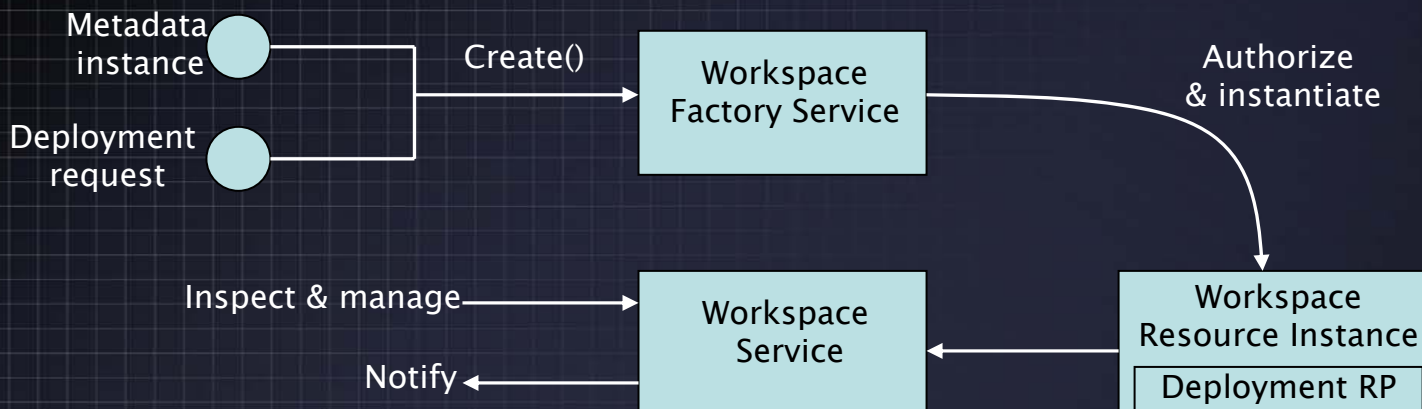 Metadata
instance
Create()
Workspace
Factory Service
Authorize
& instantiate
Deployment
request
Inspect & manage
Workspace
Service
Workspace
Resource Instance
Notify
Deployment RP